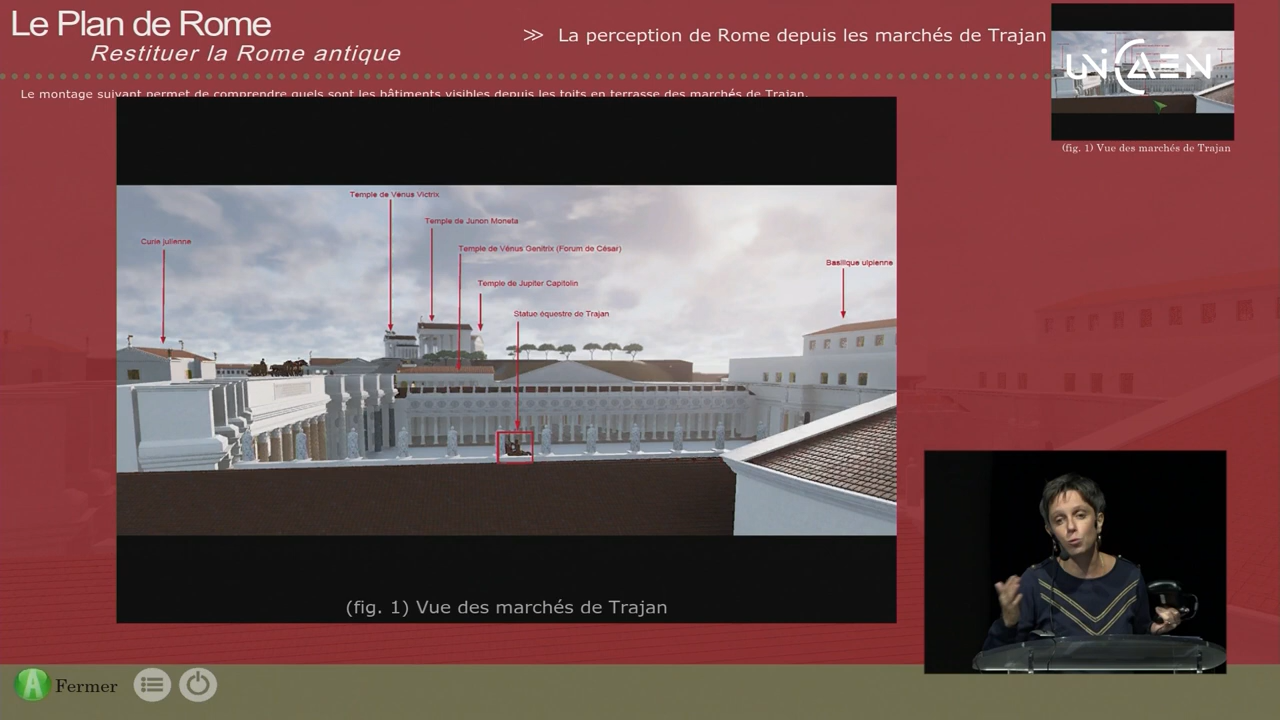 Le Plan de Rome
Restituer la Rome antique
>> La perception de Rome depuis les marchés de Trajan
UNICAEN
(fig. 1) Vue des marchés de Trajan
Le montage suivant permet de comprendre quels sont les bâtiments visibles depuis les toits en terrasse des marchés de Trajan.
Temple de Vénus Victrix
Temple de Junon Moneta
Curie julienne
Temple de Vénus Genitrix (Forum de César)
Basilique ulpienne
Temple de Jupiter Capitolin
Statue équestre de Trajan
(fig. 1) Vue des marchés de Trajan
A Fermer